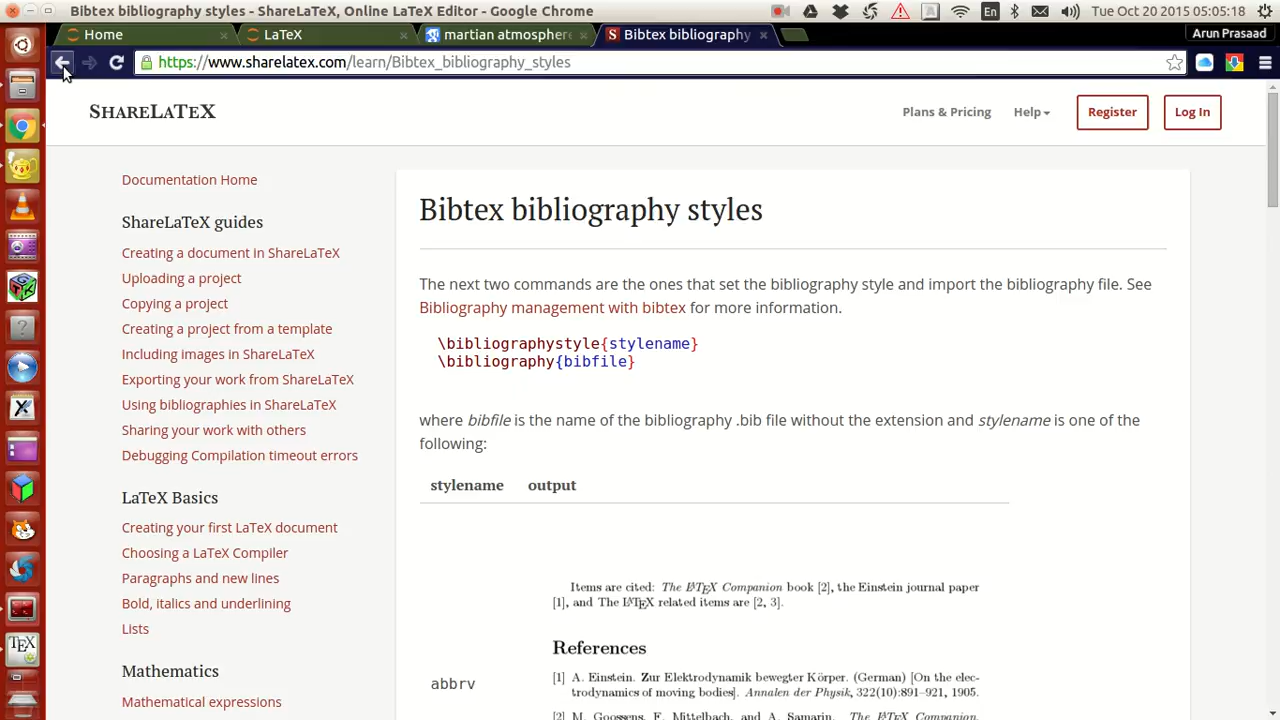 Bibtex bibliography styles - ShareLaTeX, Online LaTeX Editor - Google Chrome
En
Tue Oct 20 2015 05:05:18
Home
LaTeX
martian atmosphere
Bibtex bibliography
Arun Prasaad
https://www.sharelatex.com/learn/Bibtex_bibliography_styles
SHARELATEX
Plans & Pricing
Help
Register
Log In
Documentation Home
ShareLaTeX guides
Creating a document in ShareLaTeX
Uploading a project
Copying a project
Creating a project from a template
Including images in ShareLaTeX
Exporting your work from ShareLaTeX
Using bibliographies in ShareLaTeX
Sharing your work with others
Debugging Compilation timeout errors
LaTeX Basics
Creating your first LaTeX document
Choosing a LaTeX Compiler
Paragraphs and new lines
Bold, italics and underlining
Lists
Mathematics
Mathematical expressions
Bibtex bibliography styles
The next two commands are the ones that set the bibliography style and import the bibliography file. See
Bibliography management with bibtex for more information.
\bibliographystyle{stylename}
\bibliography{bibfile}
where bibfile is the name of the bibliography .bib file without the extension and stylename is one of the
following:
stylename output
Items are cited: The LATEX Companion book [2], the Einstein journal paper
[1], and The LATEX related items are [2, 3].
References
abbrv
[1] A. Einstein. Zur Elektrodynamik bewegter Körper. (German) [On the elec-
trodynamics of moving bodies]. Annalen der Physik, 322(10):891–921, 1905.
[2] M. Goossens, F. Mittelbach, and A. Samarin. The LATEX Companion.
TEX